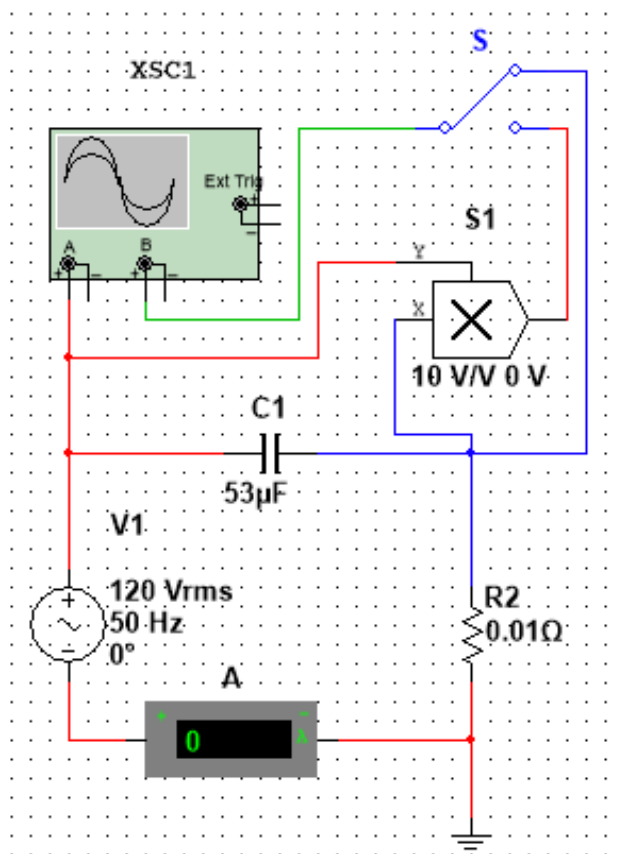 S
XSC1
Ext Trig
+
−
A
B
+ −
+ −
S1
Y
X
10 V/V 0 V
C1
53µF
V1
120 Vrms
50 Hz
0°
+
−
R2
0.01Ω
A
+ −
0
A